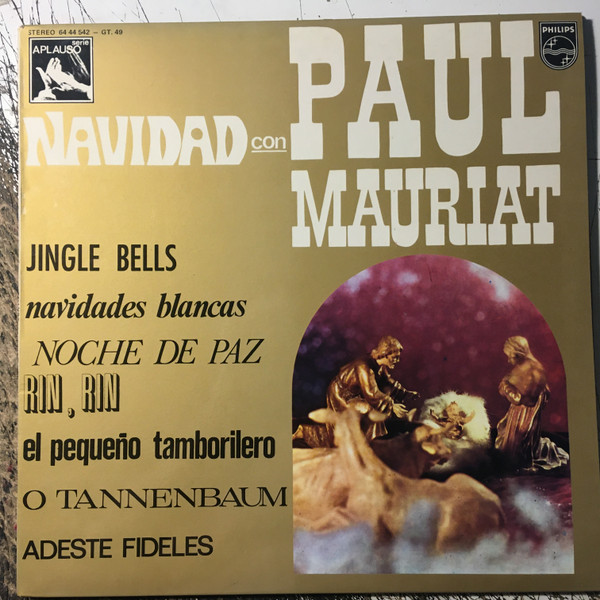 STEREO 64 44 542 - GT. 49
serie
APLAUSO
PHILIPS
NAVIDAD con PAUL
MAURIAT
JINGLE BELLS
navidades blancas
NOCHE DE PAZ
RIN, RIN
el pequeño tamborilero
O TANNENBAUM
ADESTE FIDELES